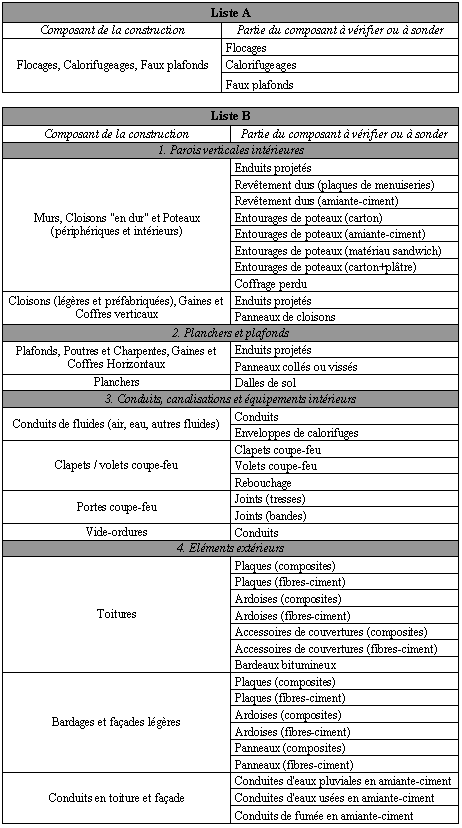 Liste A
Composant de la construction Partie du composant à vérifier ou à sonder
Flocages, Calorifugeages, Faux plafonds
Flocages
Calorifugeages
Faux plafonds
Liste B
Composant de la construction Partie du composant à vérifier ou à sonder
1. Parois verticales intérieures
Murs, Cloisons "en dur" et Poteaux
(périphériques et intérieurs)
Enduits projetés
Revêtement durs (plaques de menuiseries)
Revêtement durs (amiante-ciment)
Entourages de poteaux (carton)
Entourages de poteaux (amiante-ciment)
Entourages de poteaux (matériau sandwich)
Entourages de poteaux (carton+plâtre)
Coffrage perdu
Cloisons (légères et préfabriquées), Gaines et
Coffres verticaux
Enduits projetés
Panneaux de cloisons
2. Planchers et plafonds
Plafonds, Poutres et Charpentes, Gaines et
Coffres Horizontaux
Enduits projetés
Panneaux collés ou vissés
Planchers Dalles de sol
3. Conduits, canalisations et équipements intérieurs
Conduits de fluides (air, eau, autres fluides)
Conduits
Enveloppes de calorifuges
Clapets / volets coupe-feu
Clapets coupe-feu
Volets coupe-feu
Rebouchage
Portes coupe-feu
Joints (tresses)
Joints (bandes)
Vide-ordures Conduits
4. Eléments extérieurs
Toitures
Plaques (composites)
Plaques (fibres-ciment)
Ardoises (composites)
Ardoises (fibres-ciment)
Accessoires de couvertures (composites)
Accessoires de couvertures (fibres-ciment)
Bardeaux bitumineux
Bardages et façades légères
Plaques (composites)
Plaques (fibres-ciment)
Ardoises (composites)
Ardoises (fibres-ciment)
Panneaux (composites)
Panneaux (fibres-ciment)
Conduits en toiture et façade
Conduites d'eaux pluviales en amiante-ciment
Conduites d'eaux usées en amiante-ciment
Conduits de fumée en amiante-ciment